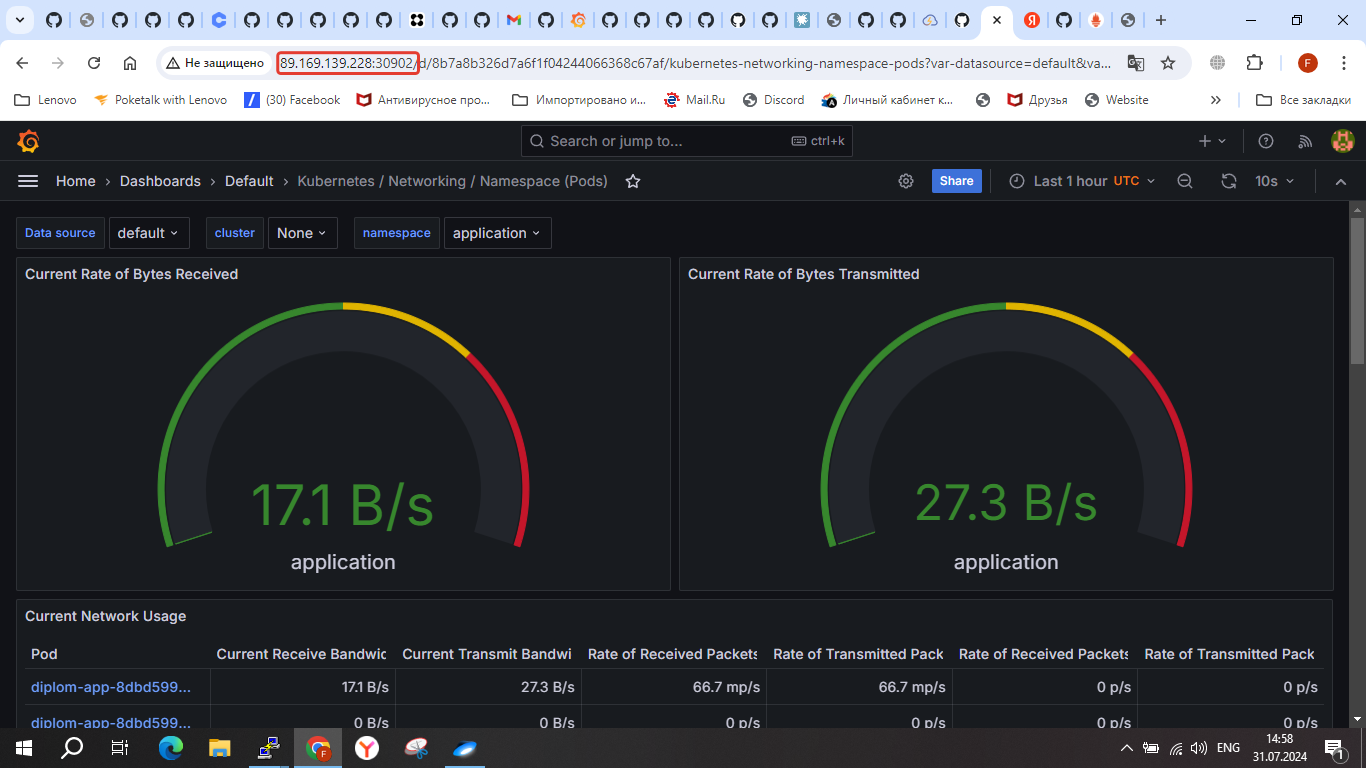 Не защищено
89.169.139.228:30902/d/8b7a8b326d7a6f1f04244066368c67af/kubernetes-networking-namespace-pods?var-datasource=default&va...
Lenovo
Poketalk with Lenovo
(30) Facebook
Антивирусное про...
Импортировано и...
Mail.Ru
Discord
Личный кабинет к...
Друзья
Website
Все закладки
Search or jump to...
ctrl+k
Home › Dashboards › Default › Kubernetes / Networking / Namespace (Pods)
Share
Last 1 hour UTC
10s
Data source default
cluster None
namespace application
Current Rate of Bytes Received
17.1 B/s
application
Current Rate of Bytes Transmitted
27.3 B/s
application
Current Network Usage
Pod Current Receive Bandwic Current Transmit Bandwi Rate of Received Packets Rate of Transmitted Pack Rate of Received Packets Rate of Transmitted Pack
diplom-app-8dbd599... 17.1 B/s 27.3 B/s 66.7 mp/s 66.7 mp/s 0 p/s 0 p/s
diplom-app-8dbd599... 0 B/s 0 B/s 0 p/s 0 p/s 0 p/s 0 p/s
ENG
14:58
31.07.2024
1